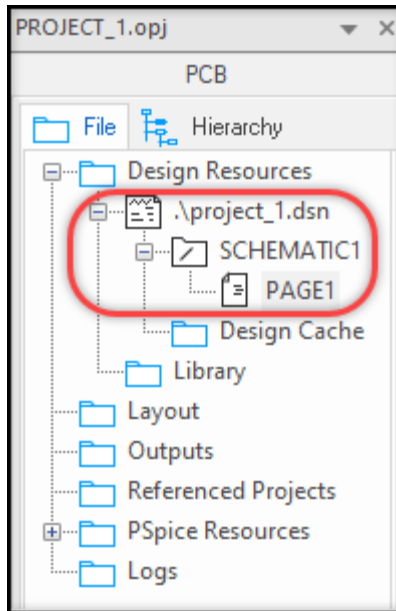 PROJECT_1.opj
PCB
File Hierarchy
Design Resources
.\project_1.dsn
SCHEMATIC1
PAGE1
Design Cache
Library
Layout
Outputs
Referenced Projects
PSpice Resources
Logs